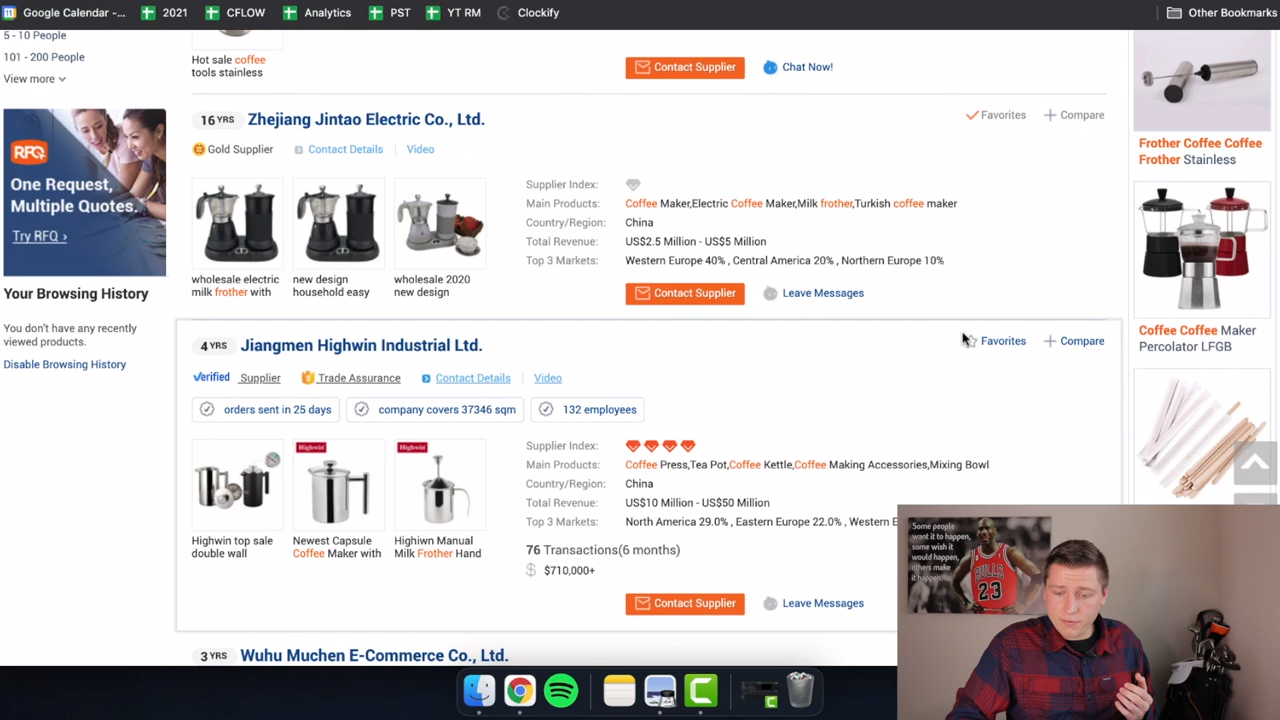 Google Calendar -...
2021
CFLOW
Analytics
PST
YT RM
Clockify
Other Bookmarks
5 - 10 People
101 - 200 People
View more
RFQ
One Request,
Multiple Quotes.
Try RFQ ›
Your Browsing History
You don't have any recently
viewed products.
Disable Browsing History
Hot sale coffee
tools stainless
Contact Supplier
Chat Now!
16 YRS
Zhejiang Jintao Electric Co., Ltd.
Favorites
Compare
Gold Supplier
Contact Details
Video
wholesale electric
milk frother with
new design
household easy
wholesale 2020
new design
Supplier Index:
Main Products: Coffee Maker,Electric Coffee Maker,Milk frother,Turkish coffee maker
Country/Region: China
Total Revenue: US$2.5 Million - US$5 Million
Top 3 Markets: Western Europe 40% , Central America 20% , Northern Europe 10%
Contact Supplier
Leave Messages
4 YRS
Jiangmen Highwin Industrial Ltd.
Favorites
Compare
Verified Supplier
Trade Assurance
Contact Details
Video
orders sent in 25 days
company covers 37346 sqm
132 employees
Highwin
Highwin
Highwin top sale
double wall
Newest Capsule
Coffee Maker with
Highiwn Manual
Milk Frother Hand
Supplier Index:
Main Products: Coffee Press,Tea Pot,Coffee Kettle,Coffee Making Accessories,Mixing Bowl
Country/Region: China
Total Revenue: US$10 Million - US$50 Million
Top 3 Markets: North America 29.0% , Eastern Europe 22.0% , Western E
76 Transactions(6 months)
$710,000+
Contact Supplier
Leave Messages
3 YRS
Wuhu Muchen E-Commerce Co., Ltd.
Frother Coffee Coffee
Frother Stainless
Coffee Coffee Maker
Percolator LFGB
Some people
want it to happen,
some wish it
would happen,
others make
it happen.
BULLS
23